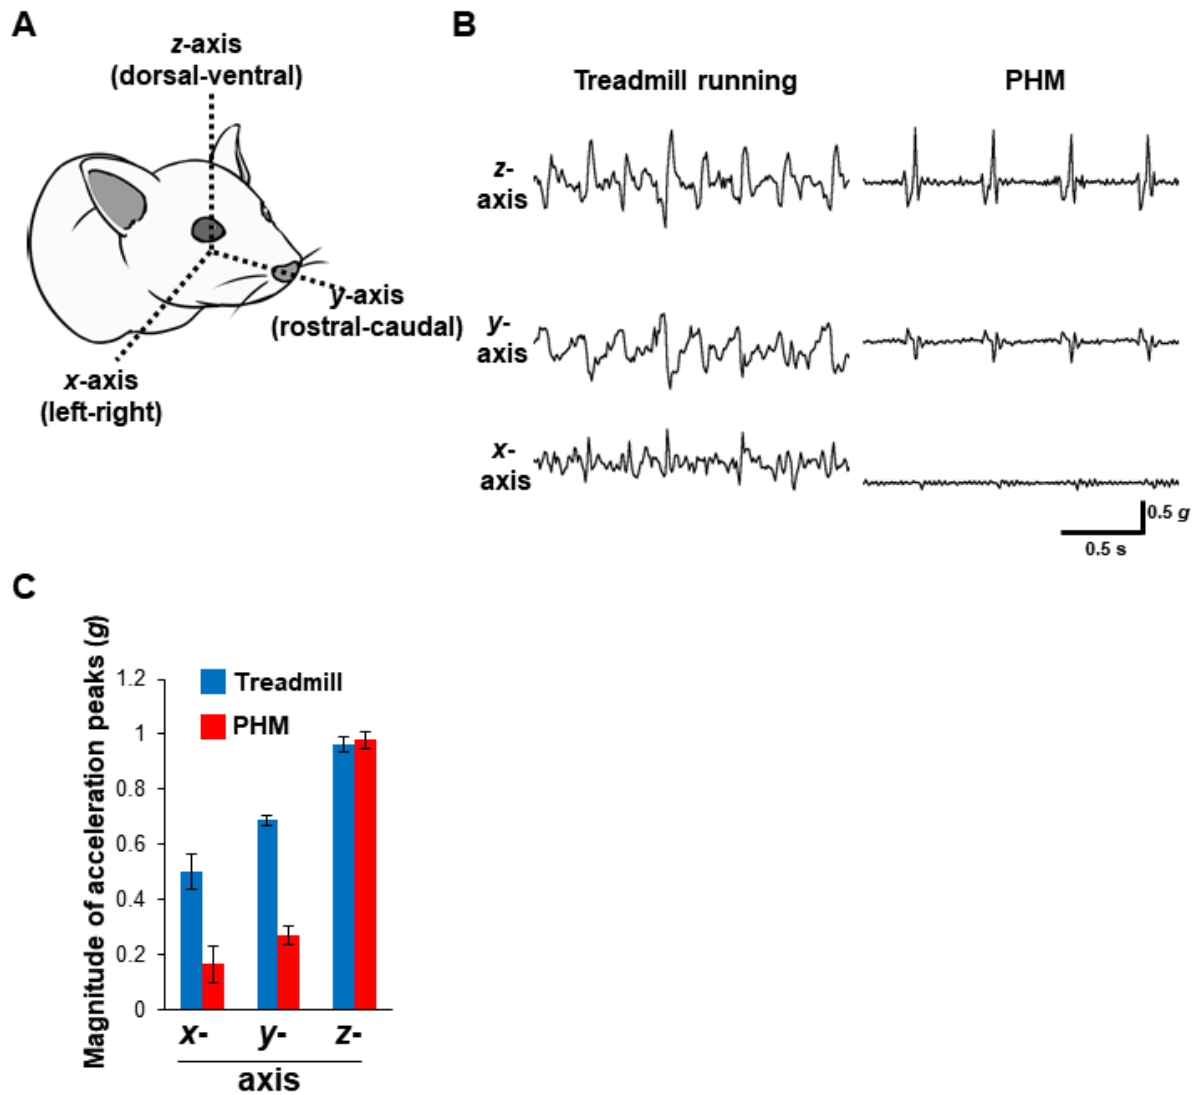 A
z-axis
(dorsal-ventral)
y-axis
(rostral-caudal)
x-axis
(left-right)
B
Treadmill running
PHM
z-
axis
y-
axis
x-
axis
0.5 g
0.5 s
C
Magnitude of acceleration peaks (g)
1.2
1
0.8
0.6
0.4
0.2
0
Treadmill
PHM
x-
y-
z-
axis